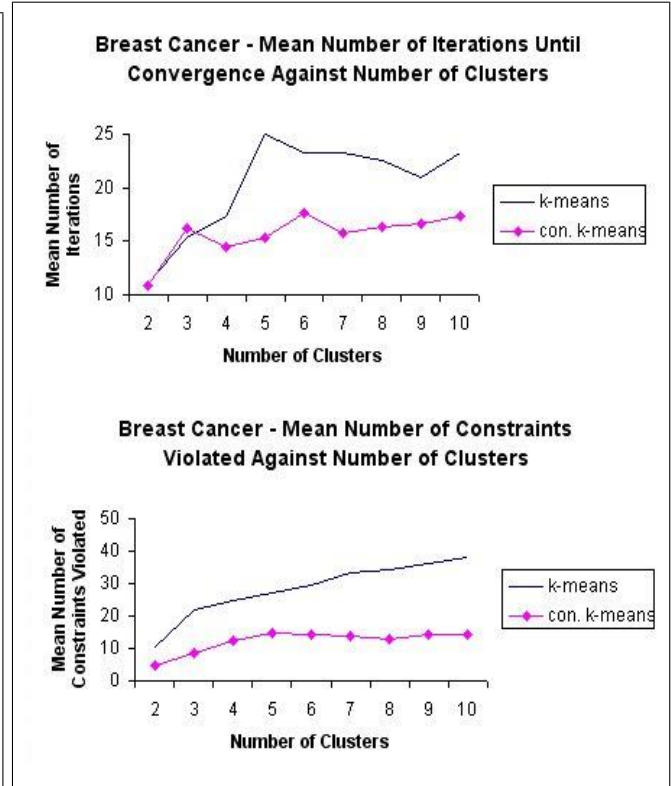 Breast Cancer - Mean Number of Iterations Until
Convergence Against Number of Clusters
Mean Number of
Iterations
25
20
15
10
2 3 4 5 6 7 8 9 10
Number of Clusters
k-means
con. k-means
Breast Cancer - Mean Number of Constraints
Violated Against Number of Clusters
Mean Number of
Constraints Violated
50
40
30
20
10
0
2 3 4 5 6 7 8 9 10
Number of Clusters
k-means
con. k-means